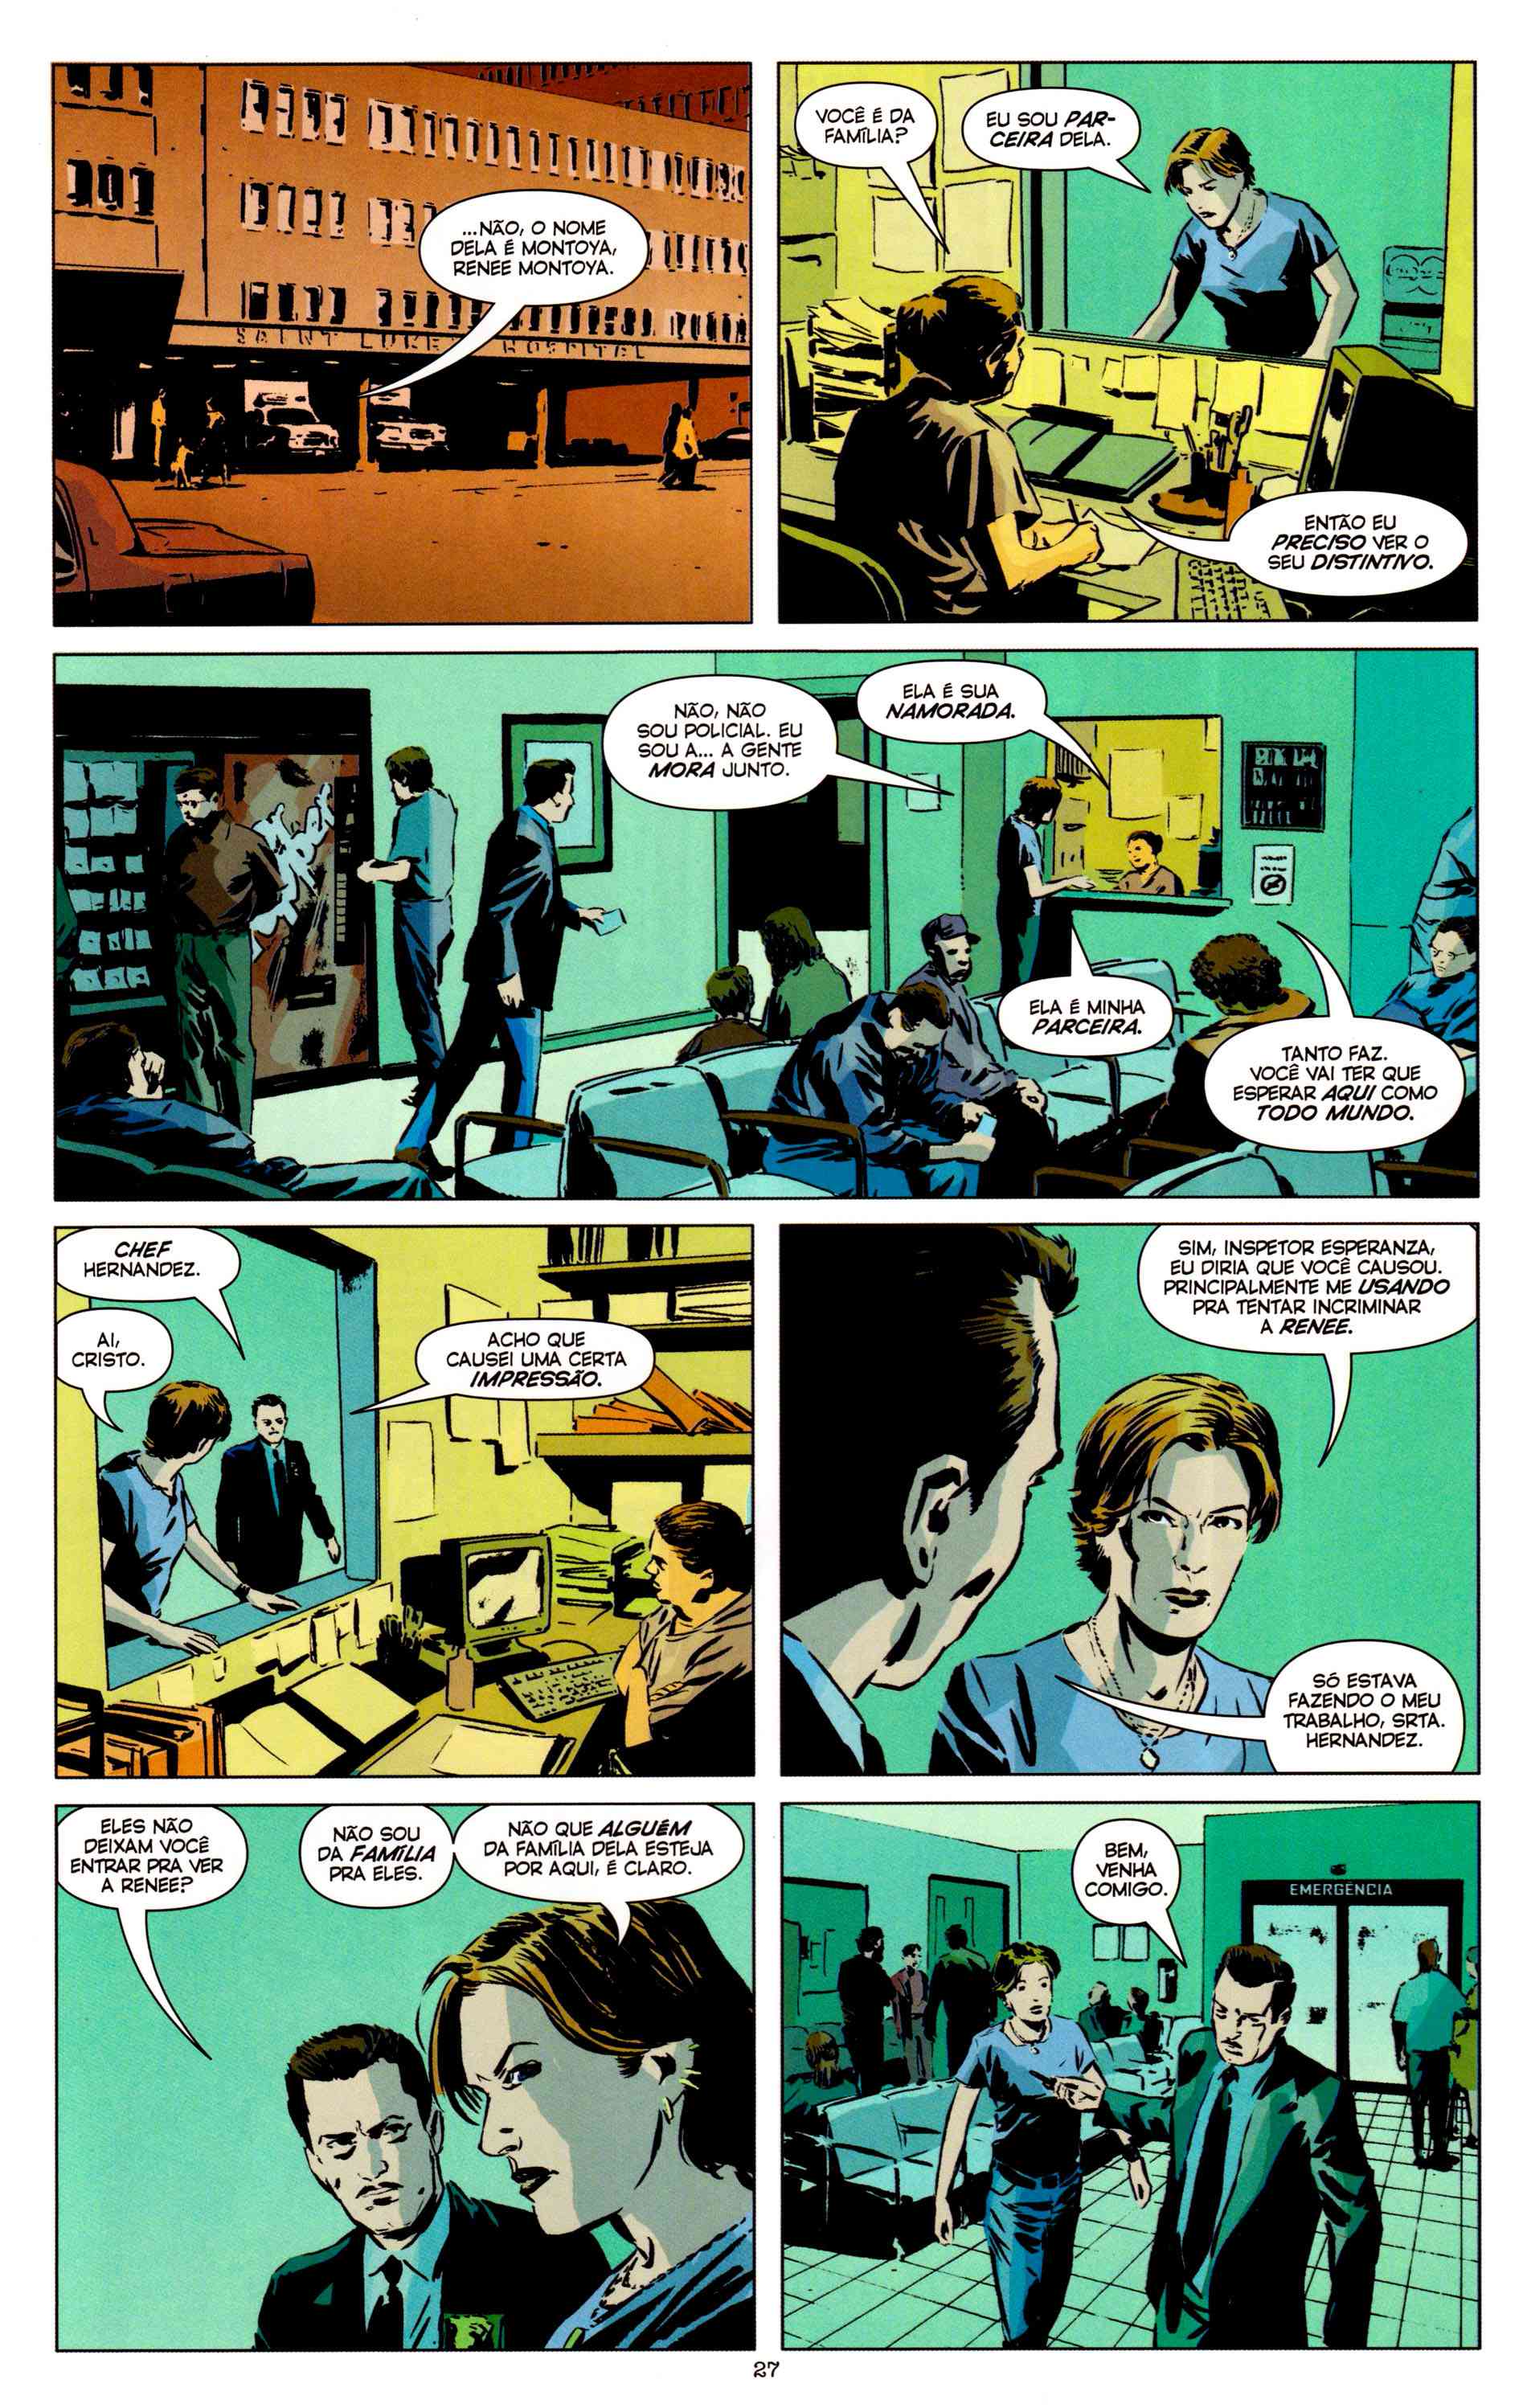 ...NÃO, O NOME
DELA É MONTOYA,
RENEE MONTOYA.
SAINT LUKES HOSPITAL
VOCÊ É DA
FAMÍLIA?
EU SOU PAR-
CEIRA DELA.
ENTÃO EU
PRECISO VER O
SEU DISTINTIVO.
NÃO, NÃO
SOU POLICIAL. EU
SOU A... A GENTE
MORA JUNTO.
ELA É SUA
NAMORADA.
ELA É MINHA
PARCEIRA.
TANTO FAZ.
VOCÊ VAI TER QUE
ESPERAR AQUI COMO
TODO MUNDO.
CHEF
HERNANDEZ.
AI,
CRISTO.
ACHO QUE
CAUSEI UMA CERTA
IMPRESSÃO.
SIM, INSPETOR ESPERANZA,
EU DIRIA QUE VOCÊ CAUSOU.
PRINCIPALMENTE ME USANDO
PRA TENTAR INCRIMINAR
A RENEE.
SÓ ESTAVA
FAZENDO O MEU
TRABALHO, SRTA.
HERNANDEZ.
ELES NÃO
DEIXAM VOCÊ
ENTRAR PRA VER
A RENEE?
NÃO SOU
DA FAMÍLIA
PRA ELES.
NÃO QUE ALGUÉM
DA FAMÍLIA DELA ESTEJA
POR AQUI, É CLARO.
BEM,
VENHA
COMIGO.
EMERGÊNCIA
27